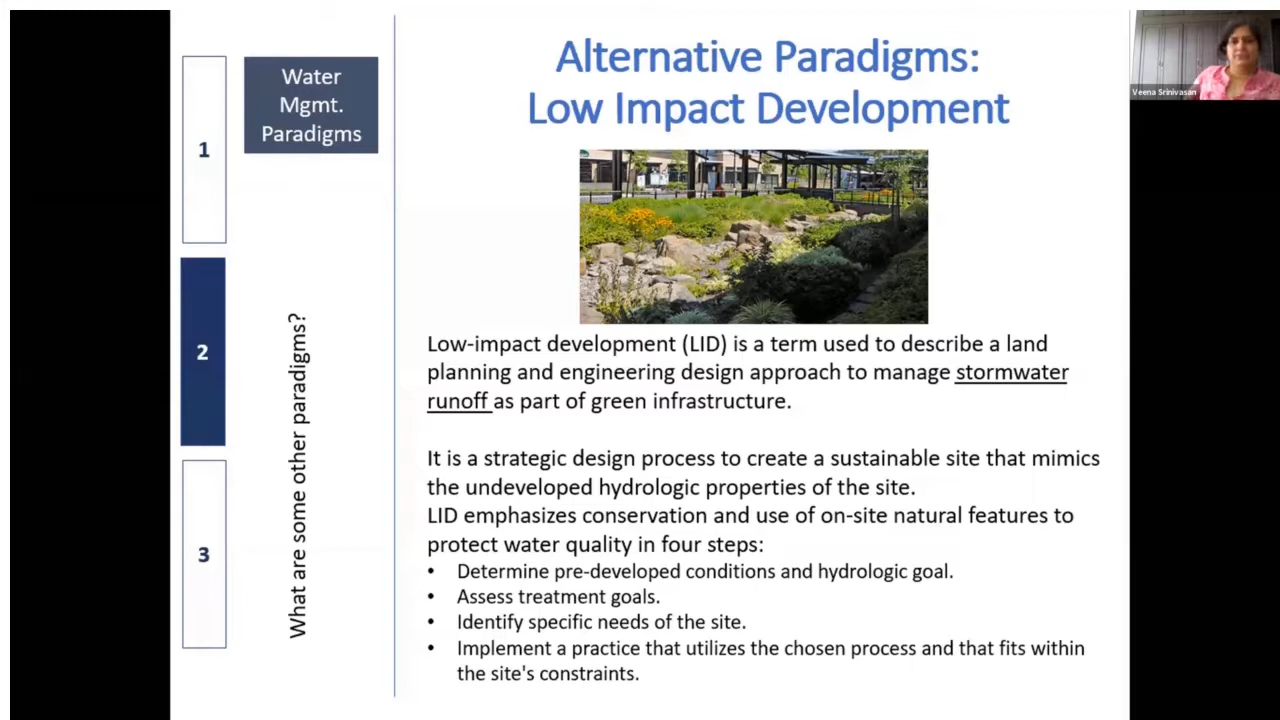 1
Water
Mgmt.
Paradigms
2
What are some other paradigms?
3
Alternative Paradigms:
Low Impact Development
Low-impact development (LID) is a term used to describe a land
planning and engineering design approach to manage stormwater
runoff as part of green infrastructure.
It is a strategic design process to create a sustainable site that mimics
the undeveloped hydrologic properties of the site.
LID emphasizes conservation and use of on-site natural features to
protect water quality in four steps:
• Determine pre-developed conditions and hydrologic goal.
• Assess treatment goals.
• Identify specific needs of the site.
• Implement a practice that utilizes the chosen process and that fits within
the site's constraints.
Veena Srinivasan